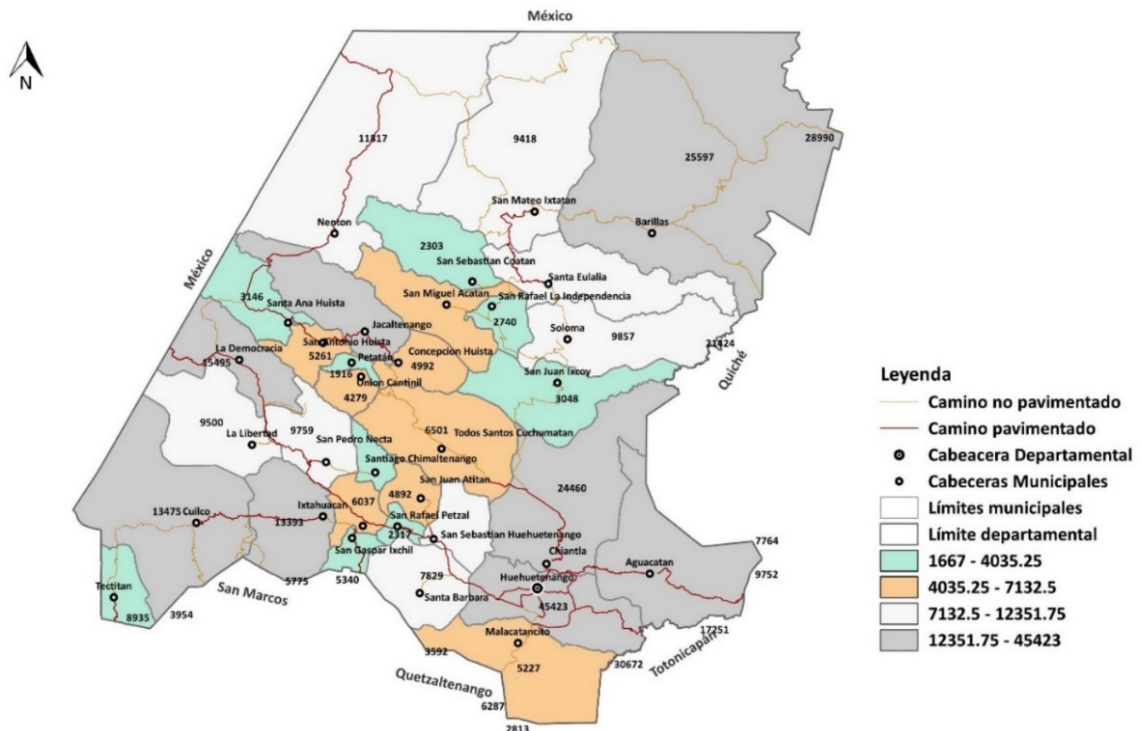 México
N
11817
9418
25597
28990
San Mateo Ixtatan
Nenton
Barillas
México
2303
San Sebastian Coatan
Santa Eulalia
3146
San Miguel Acatan
San Rafael La Independencia
Santa Ana Huista
2740
Jacaltenango
Soloma
9857
21424
San Antonio Huista
La Democracia
5261
Petatán
Concepcion Huista
15495
1916
4992
San Juan Ixcoy
Quiché
Union Cantinil
4279
3048
9500
9759
6501
Todos Santos Cuchumatan
La Libertad
San Pedro Necta
Santiago Chimaltenango
San Juan Atitan
24460
4892
6037
Ixtahuacan
San Rafael Petzal
13475
Cuilco
13393
2317
San Sebastian Huehuetenango
San Gaspar Ixchil
7764
Chiantla
Aguacatan
9752
Tectitan
5775
5340
7829
Huehuetenango
San Marcos
Santa Barbara
45423
8935
3954
17251
Malacatancito
Totonicapán
3592
5227
30672
Quetzaltenango
6287
2813
Leyenda
Camino no pavimentado
Camino pavimentado
Cabeacera Departamental
Cabeceras Municipales
Límites municipales
Límite departamental
1667 - 4035.25
4035.25 - 7132.5
7132.5 - 12351.75
12351.75 - 45423